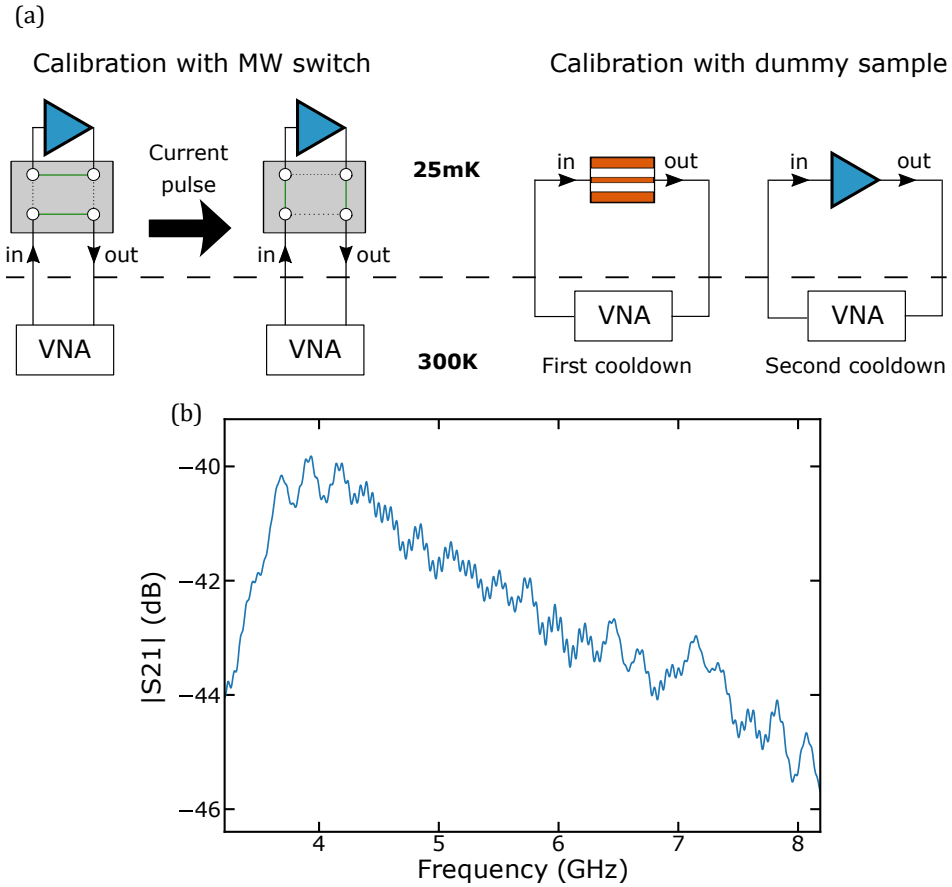 (a)
Calibration with MW switch
Calibration with dummy sample
Current
pulse
25mK
in
out
in
out
in
out
in
out
VNA
VNA
VNA
VNA
300K
First cooldown
Second cooldown
(b)
|S21| (dB)
−40
−42
−44
−46
4
5
6
7
8
Frequency (GHz)